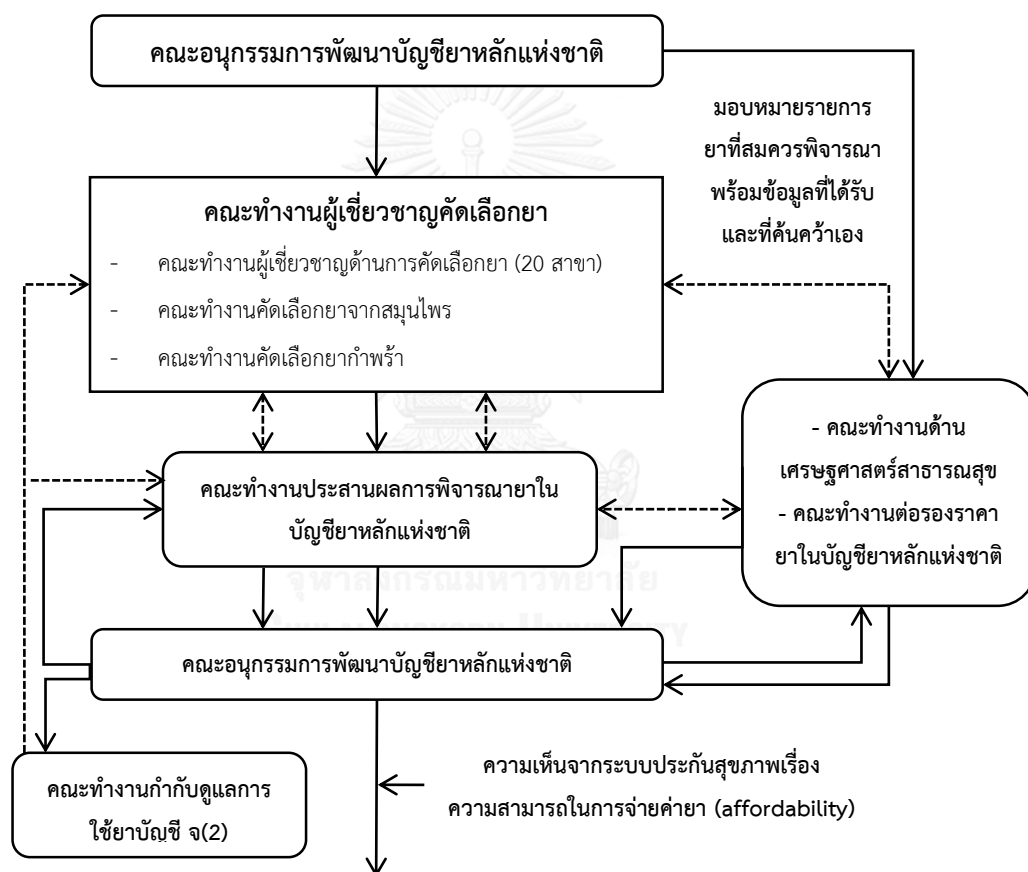 คณะอนุกรรมการพัฒนาบัญชียาหลักแห่งชาติ
มอบหมายรายการ
ยาที่สมควรพิจารณา
พร้อมข้อมูลที่ได้รับ
และที่ค้นคว้าเอง
คณะทำงานผู้เชี่ยวชาญคัดเลือกยา
- คณะทำงานผู้เชี่ยวชาญด้านการคัดเลือกยา (20 สาขา)
- คณะทำงานคัดเลือกยาจากสมุนไพร
- คณะทำงานคัดเลือกยากำพร้า
- คณะทำงานด้าน
เศรษฐศาสตร์สาธารณสุข
- คณะทำงานต่อรองราคา
ยาในบัญชียาหลักแห่งชาติ
คณะทำงานประสานผลการพิจารณายาใน
บัญชียาหลักแห่งชาติ
จุฬาลงกรณ์มหาวิทยาลัย
UNIVERSITY
คณะอนุกรรมการพัฒนาบัญชียาหลักแห่งชาติ
คณะทำงานกำกับดูแลการ
ใช้ยาบัญชี จ(2)
ความเห็นจากระบบประกันสุขภาพเรื่อง
ความสามารถในการจ่ายค่ายา (affordability)